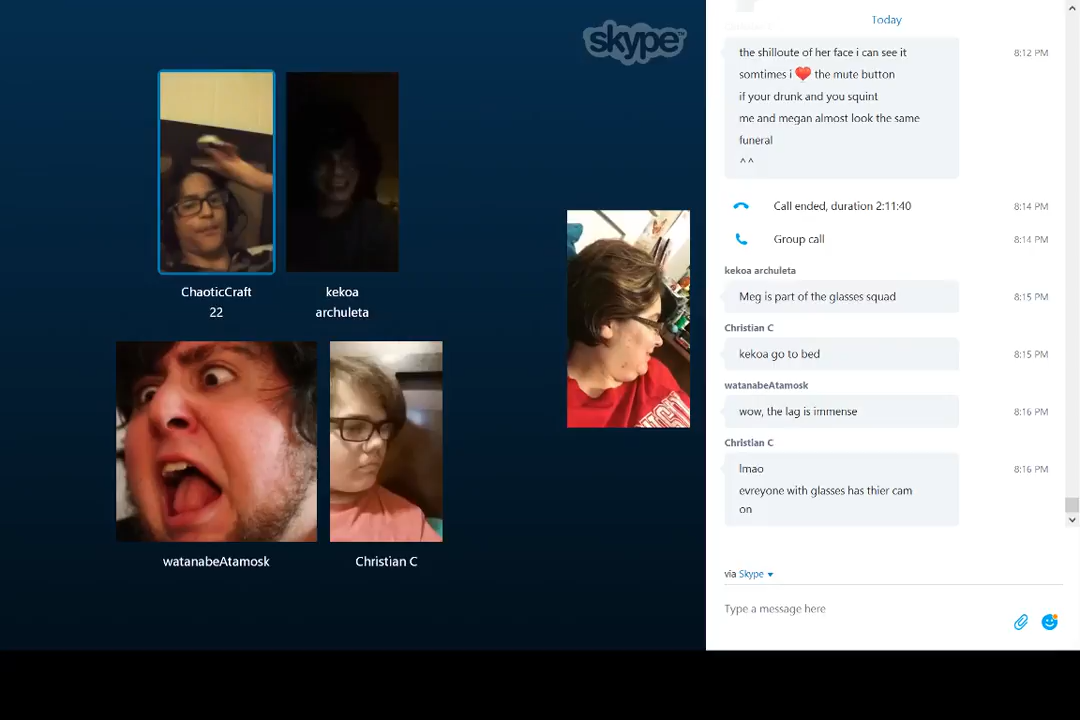 skype
ChaoticCraft
22
kekoa
archuleta
watanabeAtamosk
Christian C
Today
the shilloute of her face i can see it
somtimes i ❤ the mute button
if your drunk and you squint
me and megan almost look the same
funeral
^^
8:12 PM
Call ended, duration 2:11:40
8:14 PM
Group call
8:14 PM
kekoa archuleta
Meg is part of the glasses squad
8:15 PM
Christian C
kekoa go to bed
8:15 PM
watanabeAtamosk
wow, the lag is immense
8:16 PM
Christian C
lmao
8:16 PM
evreyone with glasses has thier cam
on
via Skype
Type a message here